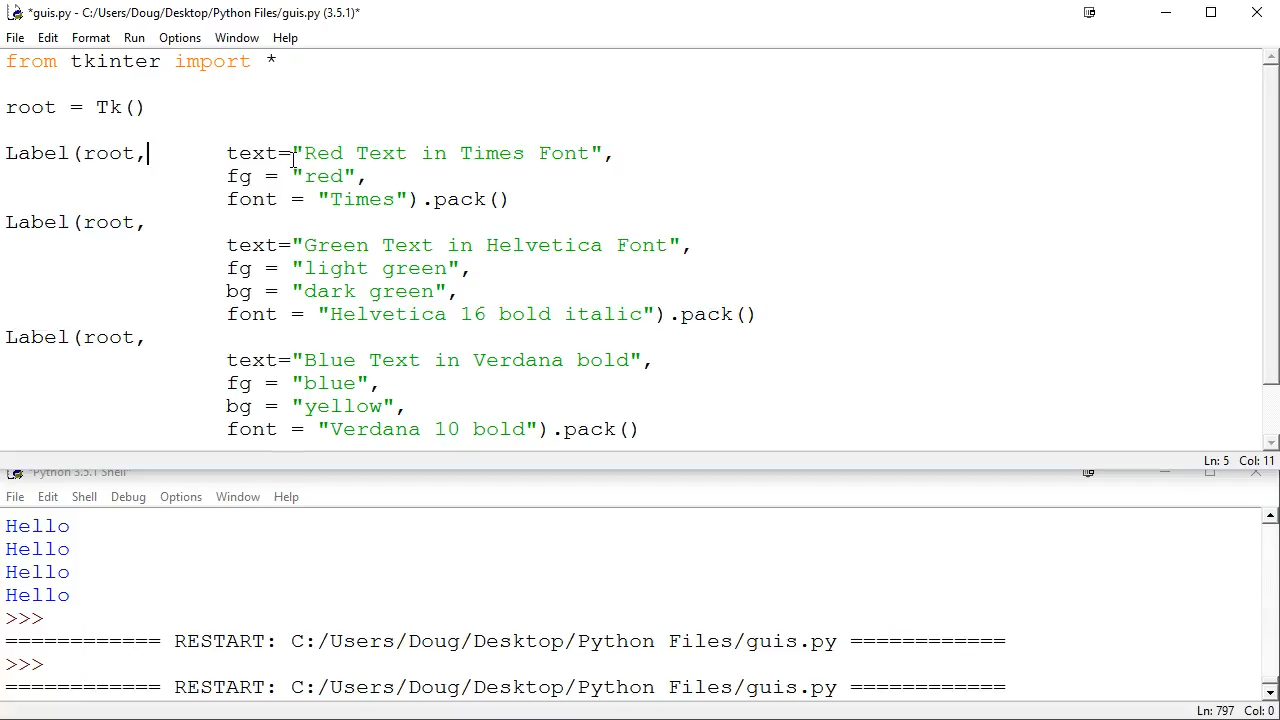 *guis.py - C:/Users/Doug/Desktop/Python Files/guis.py (3.5.1)*
File Edit Format Run Options Window Help
from tkinter import *
root = Tk()
Label(root, text="Red Text in Times Font",
fg = "red",
font = "Times").pack()
Label(root,
text="Green Text in Helvetica Font",
fg = "light green",
bg = "dark green",
font = "Helvetica 16 bold italic").pack()
Label(root,
text="Blue Text in Verdana bold",
fg = "blue",
bg = "yellow",
font = "Verdana 10 bold").pack()
Ln: 5 Col: 11
*Python 3.5.1 Shell*
File Edit Shell Debug Options Window Help
Hello
Hello
Hello
Hello
>>>
============ RESTART: C:/Users/Doug/Desktop/Python Files/guis.py ============
>>>
============ RESTART: C:/Users/Doug/Desktop/Python Files/guis.py ============
Ln: 797 Col: 0